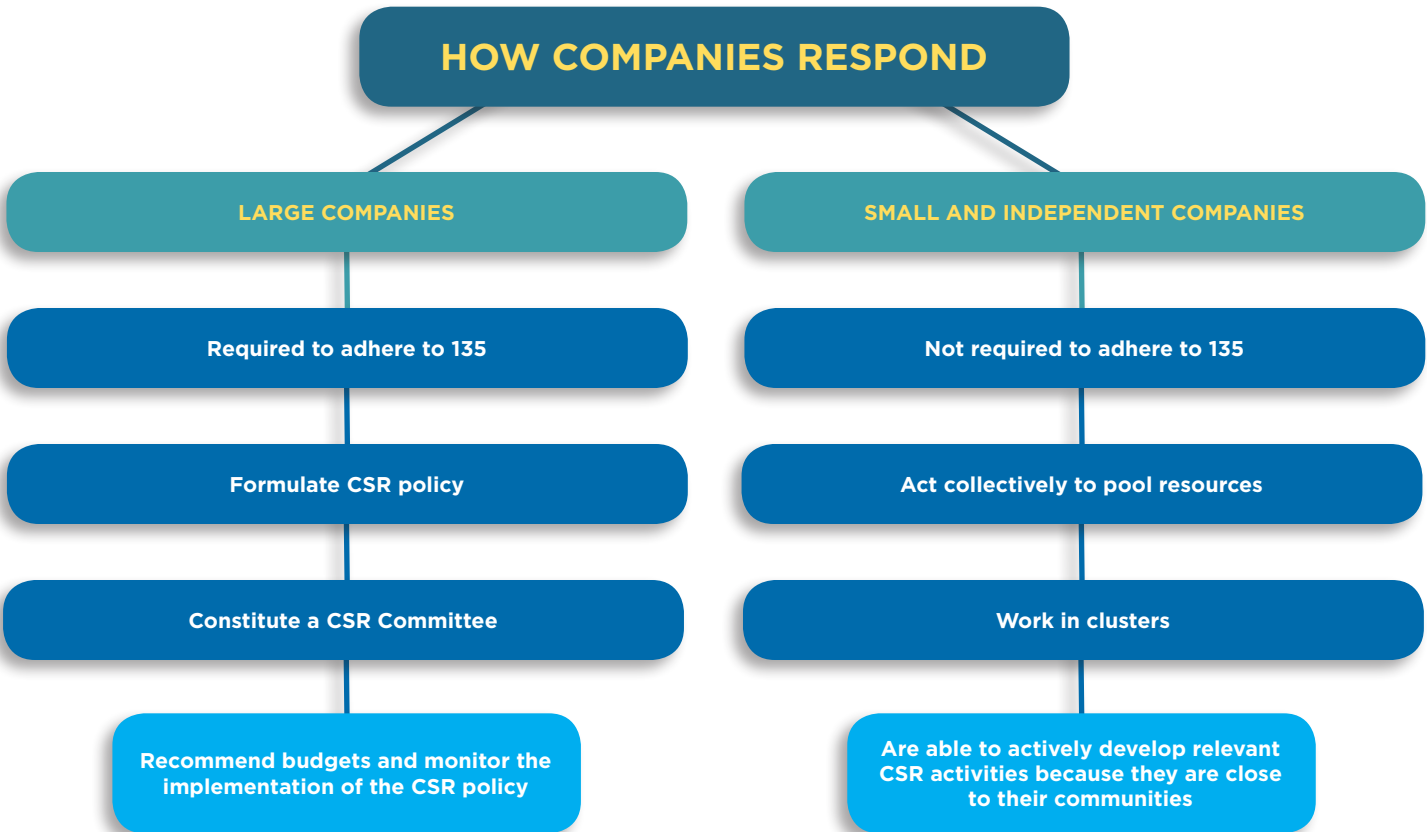 HOW COMPANIES RESPOND
LARGE COMPANIES
Required to adhere to 135
Formulate CSR policy
Constitute a CSR Committee
Recommend budgets and monitor the
implementation of the CSR policy
SMALL AND INDEPENDENT COMPANIES
Not required to adhere to 135
Act collectively to pool resources
Work in clusters
Are able to actively develop relevant
CSR activities because they are close
to their communities